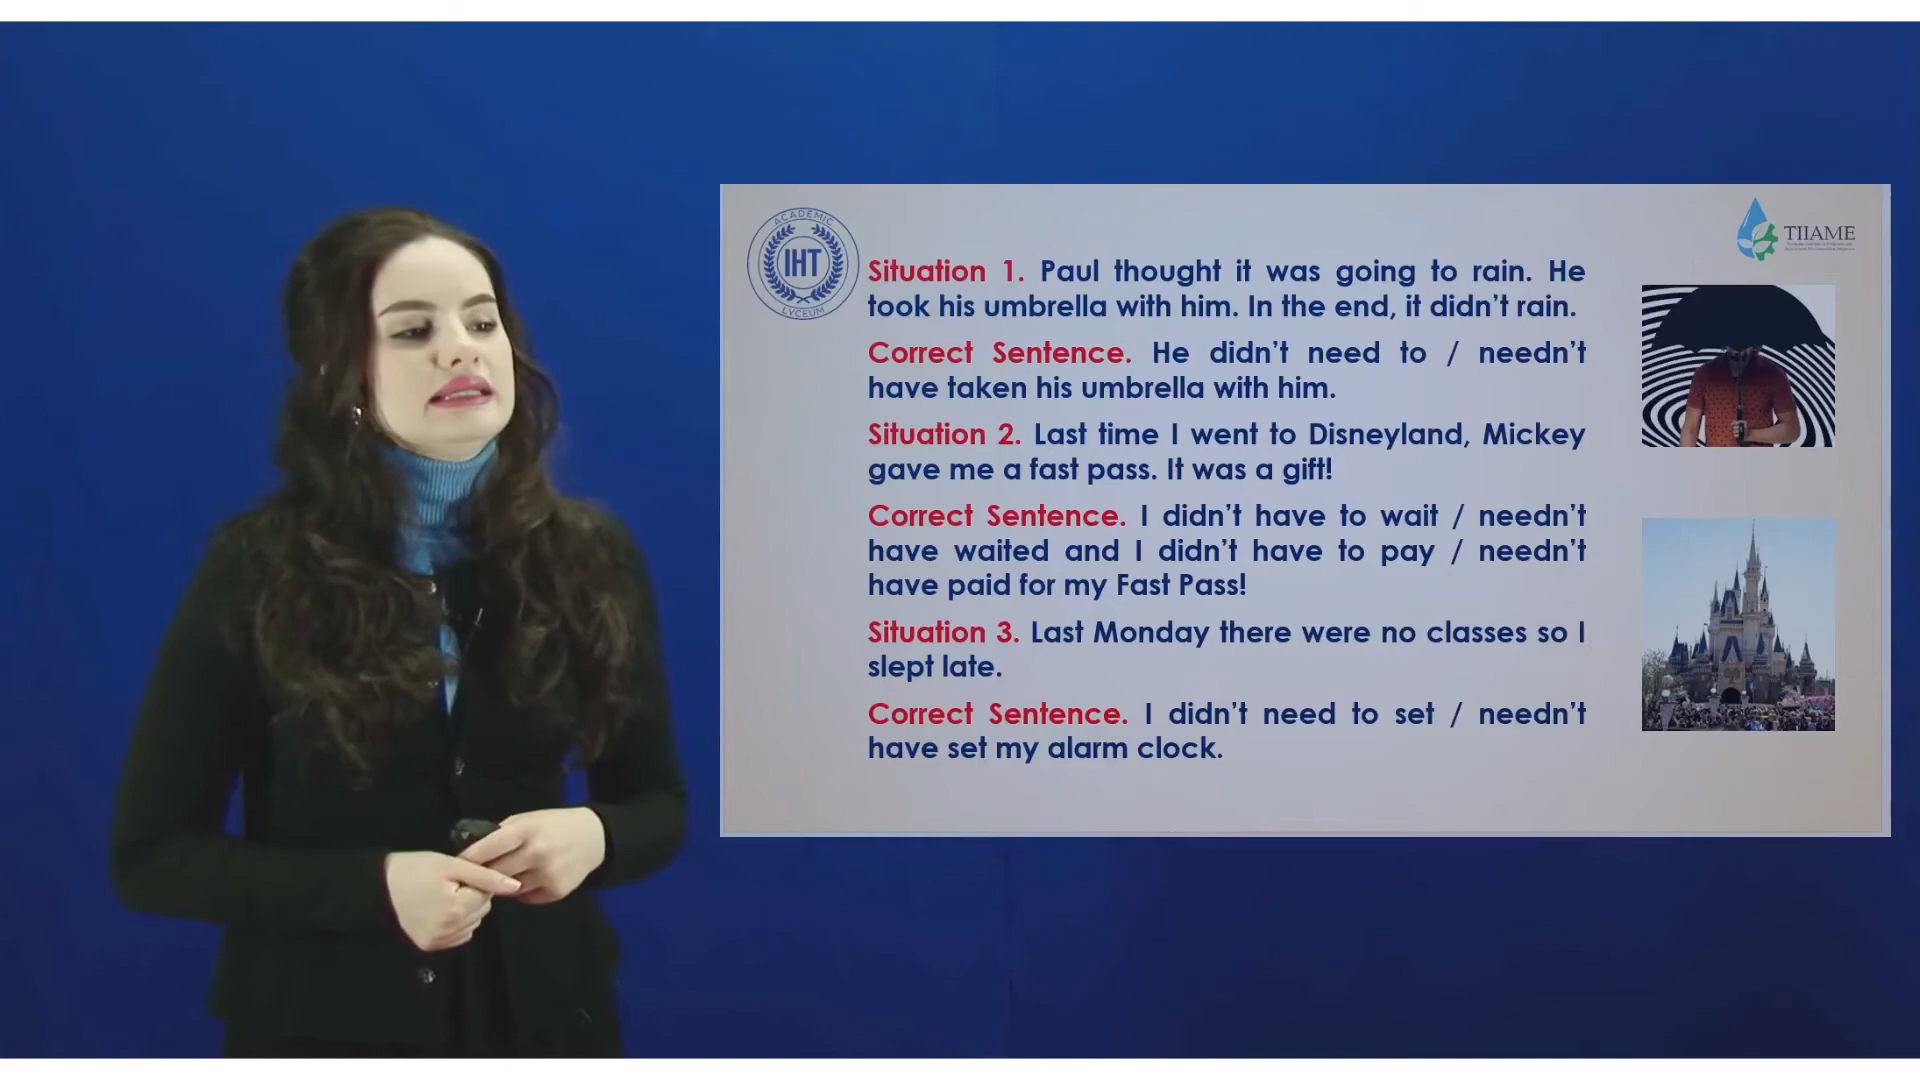 ACADEMIC
IHT
LYCEUM
TIIAME
Situation 1. Paul thought it was going to rain. He
took his umbrella with him. In the end, it didn't rain.
Correct Sentence. He didn't need to / needn't
have taken his umbrella with him.
Situation 2. Last time I went to Disneyland, Mickey
gave me a fast pass. It was a gift!
Correct Sentence. I didn't have to wait / needn't
have waited and I didn't have to pay / needn't
have paid for my Fast Pass!
Situation 3. Last Monday there were no classes so I
slept late.
Correct Sentence. I didn't need to set / needn't
have set my alarm clock.